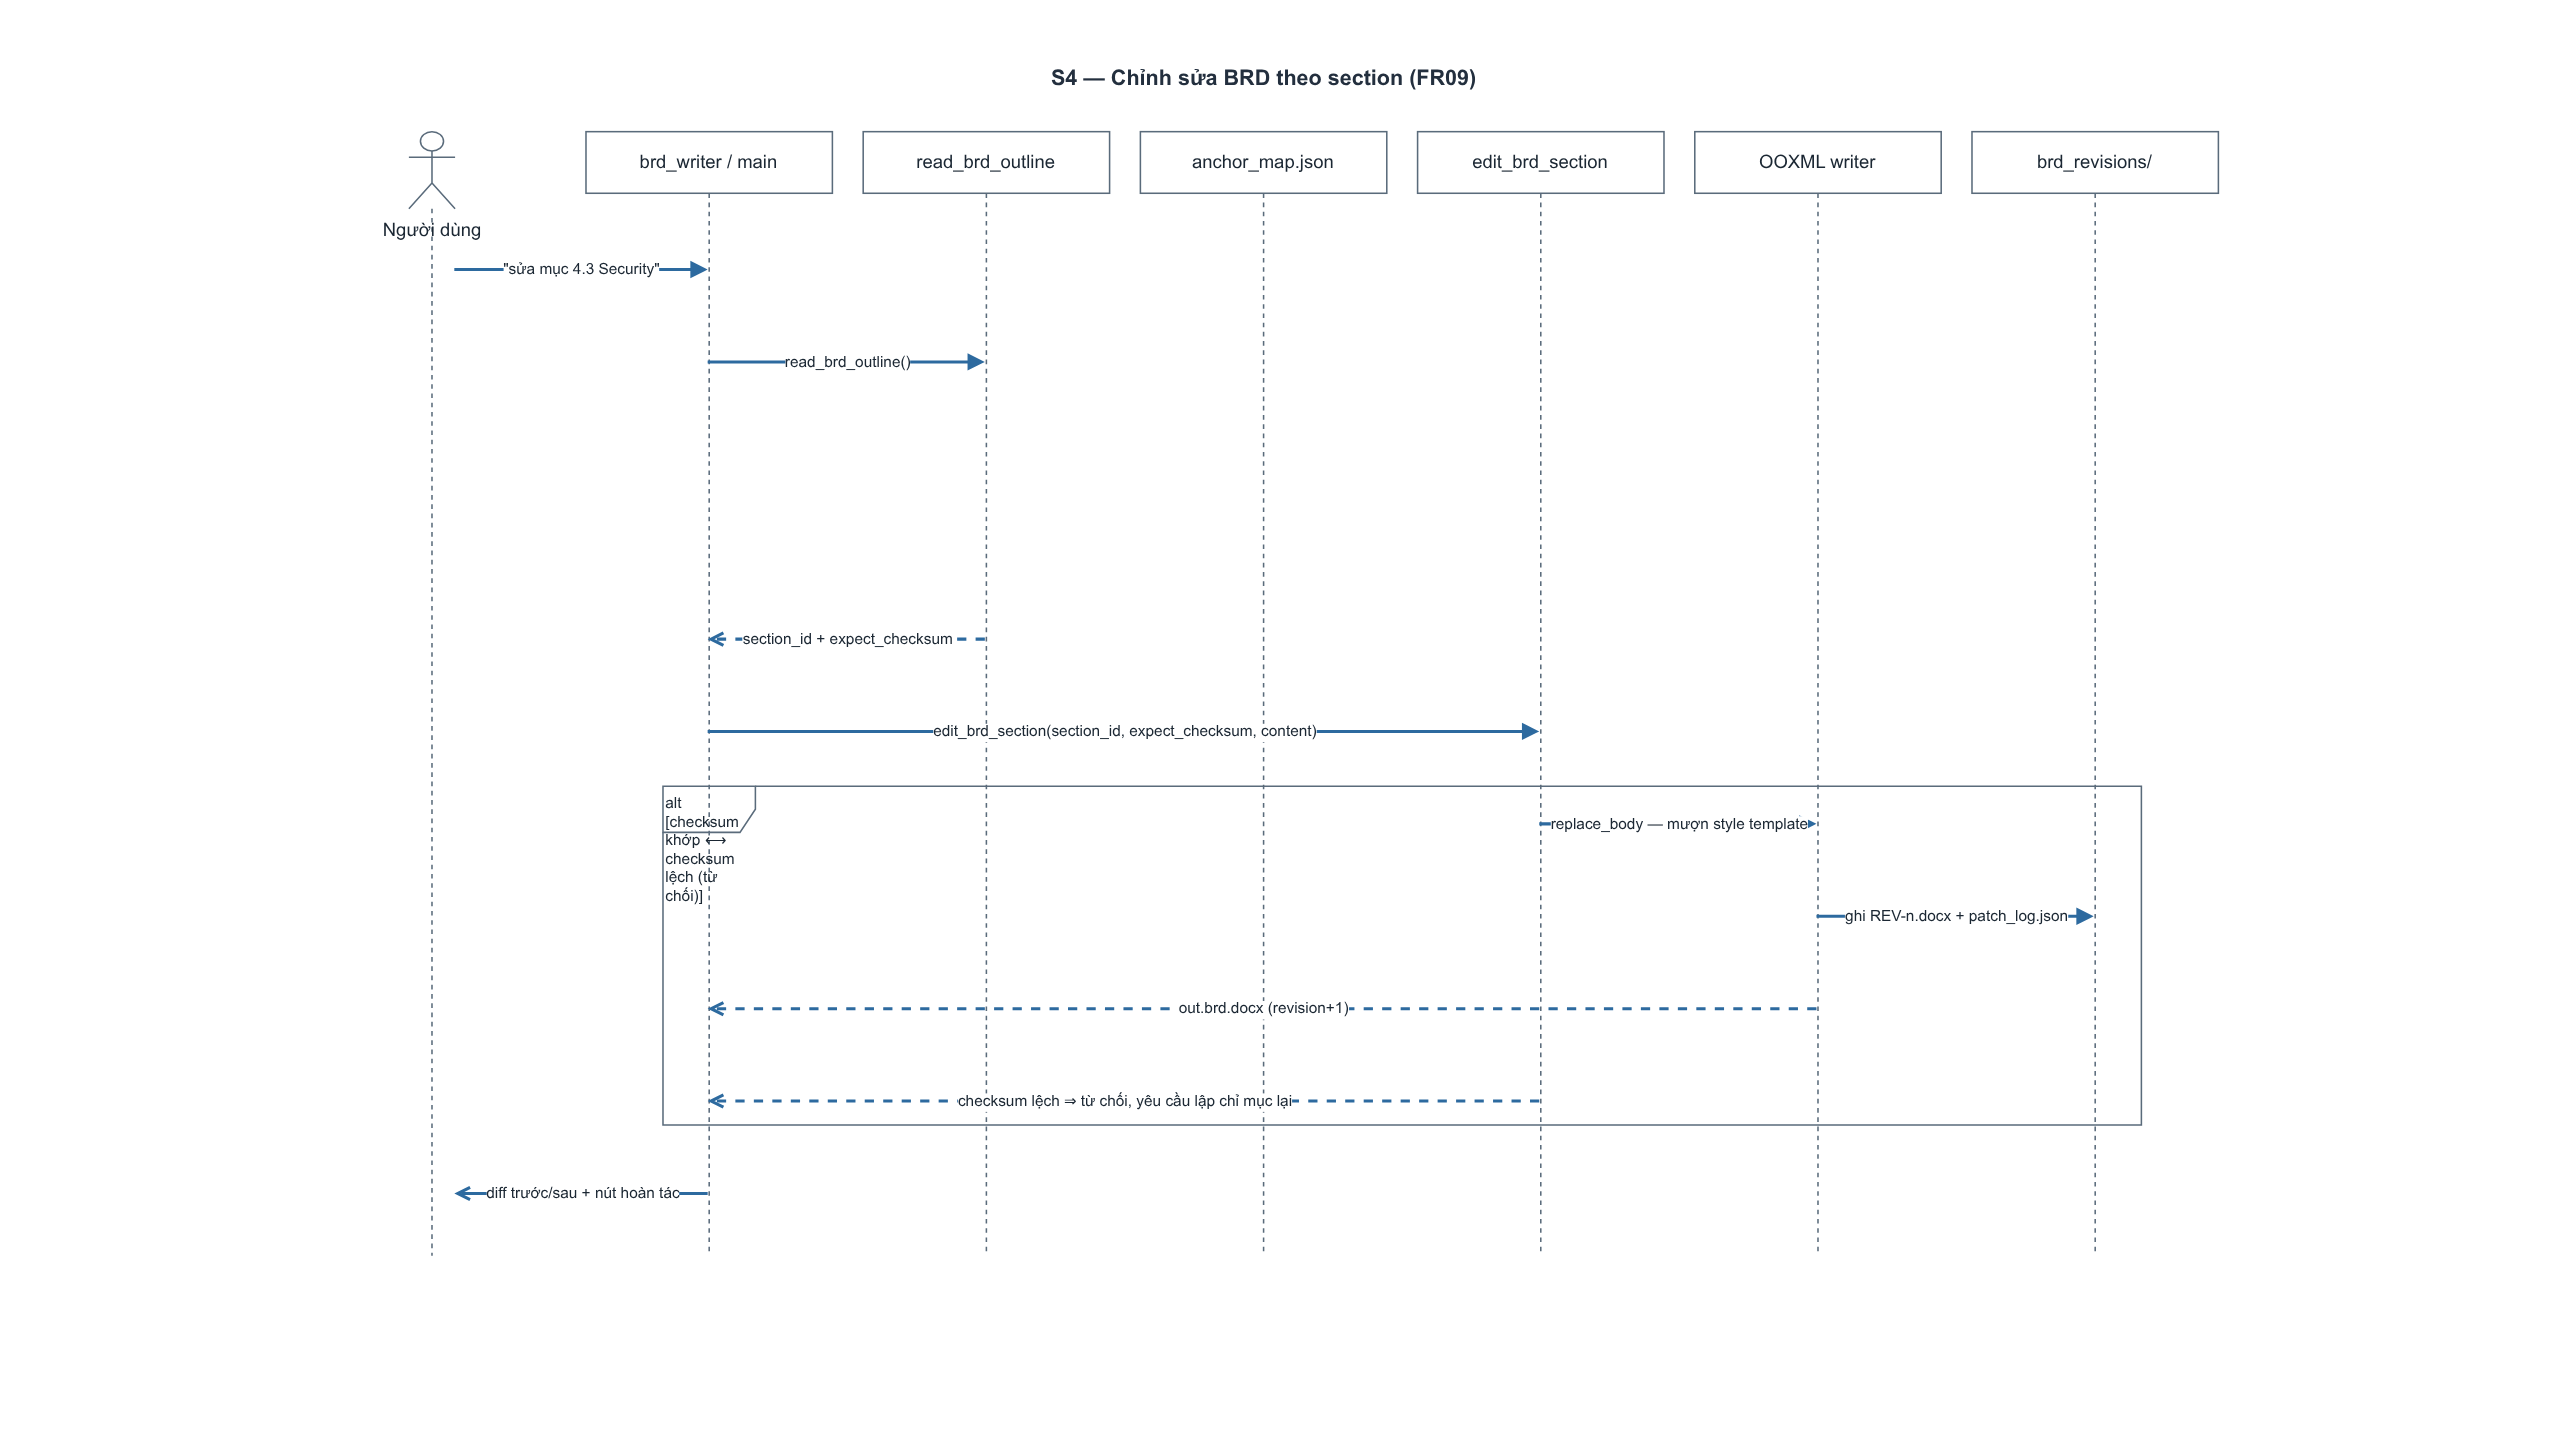 S4 — Chỉnh sửa BRD theo section (FR09)
Người dùng
brd_writer / main
read_brd_outline
anchor_map.json
edit_brd_section
OOXML writer
brd_revisions/
"sửa mục 4.3 Security"
read_brd_outline()
section_id + expect_checksum
edit_brd_section(section_id, expect_checksum, content)
alt
[checksum
khớp ⟷
checksum
lệch (từ
chối)]
replace_body — mượn style template
ghi REV-n.docx + patch_log.json
out.brd.docx (revision+1)
checksum lệch ⇒ từ chối, yêu cầu lập chỉ mục lại
diff trước/sau + nút hoàn tác